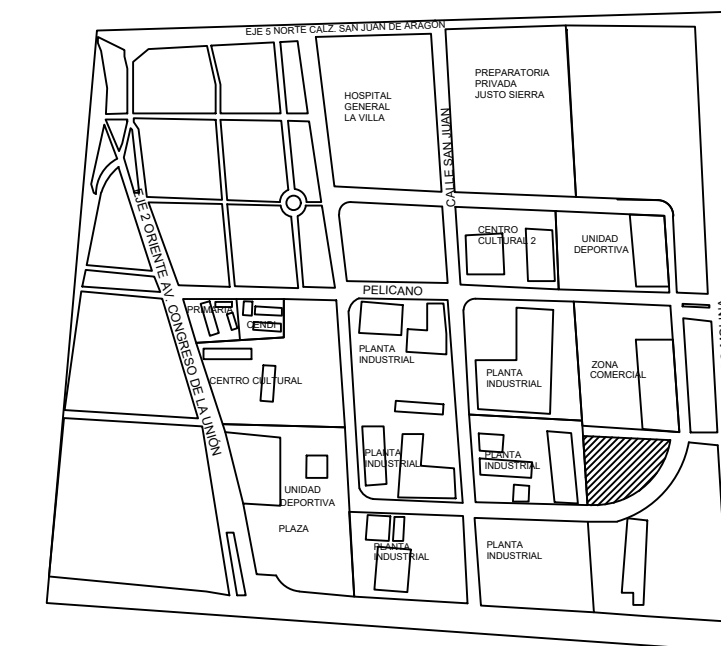 EJE 5 NORTE CALZ. SAN JUAN DE ARAGON
HOSPITAL
GENERAL
LA VILLA
PREPARATORIA
PRIVADA
JUSTO SIERRA
CALLE SAN JUAN
EJE 2 ORIENTE AV. CONGRESO DE LA UNIÓN
CENTRO
CULTURAL 2
UNIDAD
DEPORTIVA
PELICANO
PRIMARIA
CENDI
PLANTA
INDUSTRIAL
PLANTA
INDUSTRIAL
ZONA
COMERCIAL
CENTRO CULTURAL
PLANTA
INDUSTRIAL
PLANTA
INDUSTRIAL
UNIDAD
DEPORTIVA
PLAZA
PLANTA
INDUSTRIAL
PLANTA
INDUSTRIAL